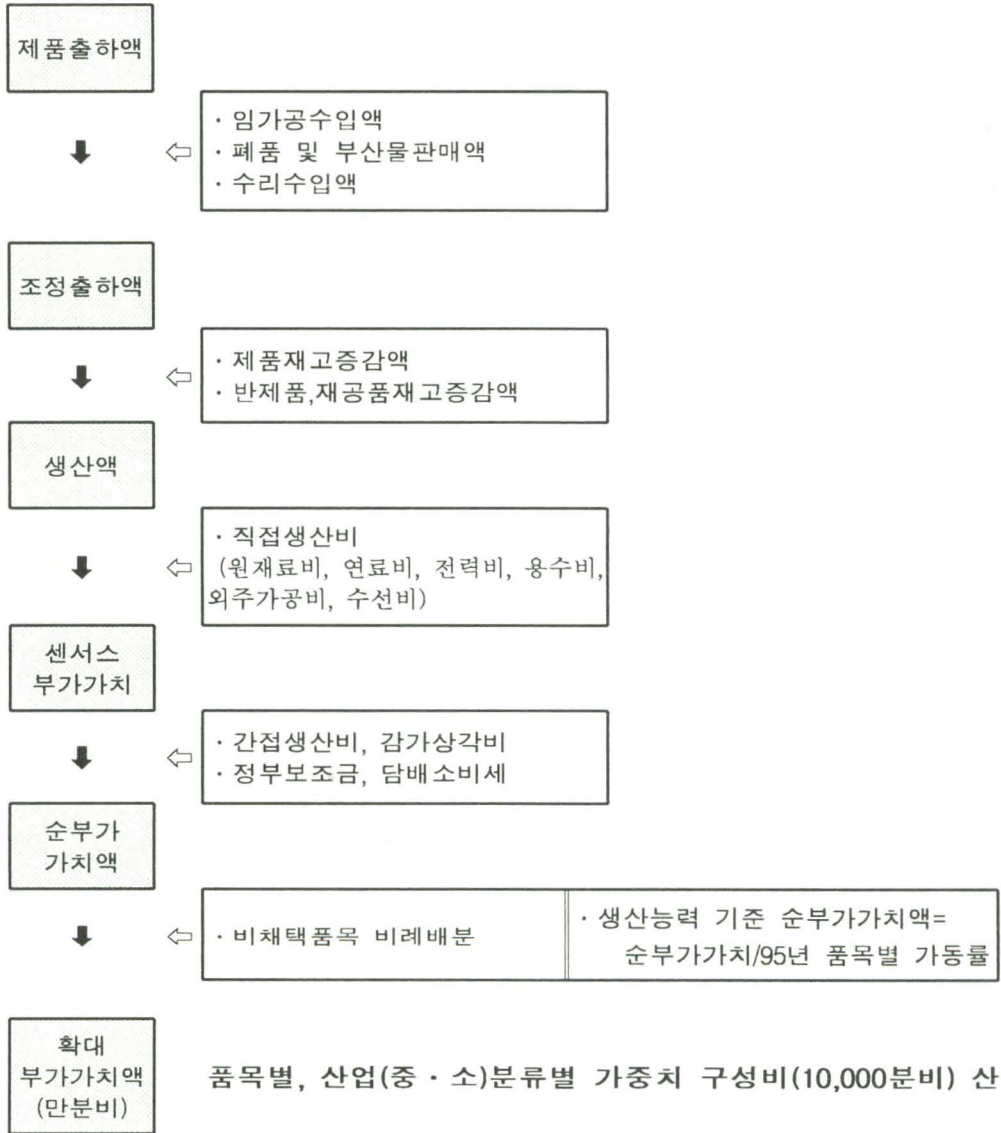 제품출하액
· 임가공수입액
· 폐품 및 부산물판매액
· 수리수입액
조정출하액
· 제품재고증감액
· 반제품,재공품재고증감액
생산액
· 직접생산비
(원재료비, 연료비, 전력비, 용수비,
외주가공비, 수선비)
센서스
부가가치
· 간접생산비, 감가상각비
· 정부보조금, 담배소비세
순부가
가치액
· 비채택품목 비례배분
· 생산능력 기준 순부가가치액=
순부가가치/95년 품목별 가동률
확대
부가가치액
(만분비)
품목별, 산업(중 · 소)분류별 가중치 구성비(10,000분비) 산